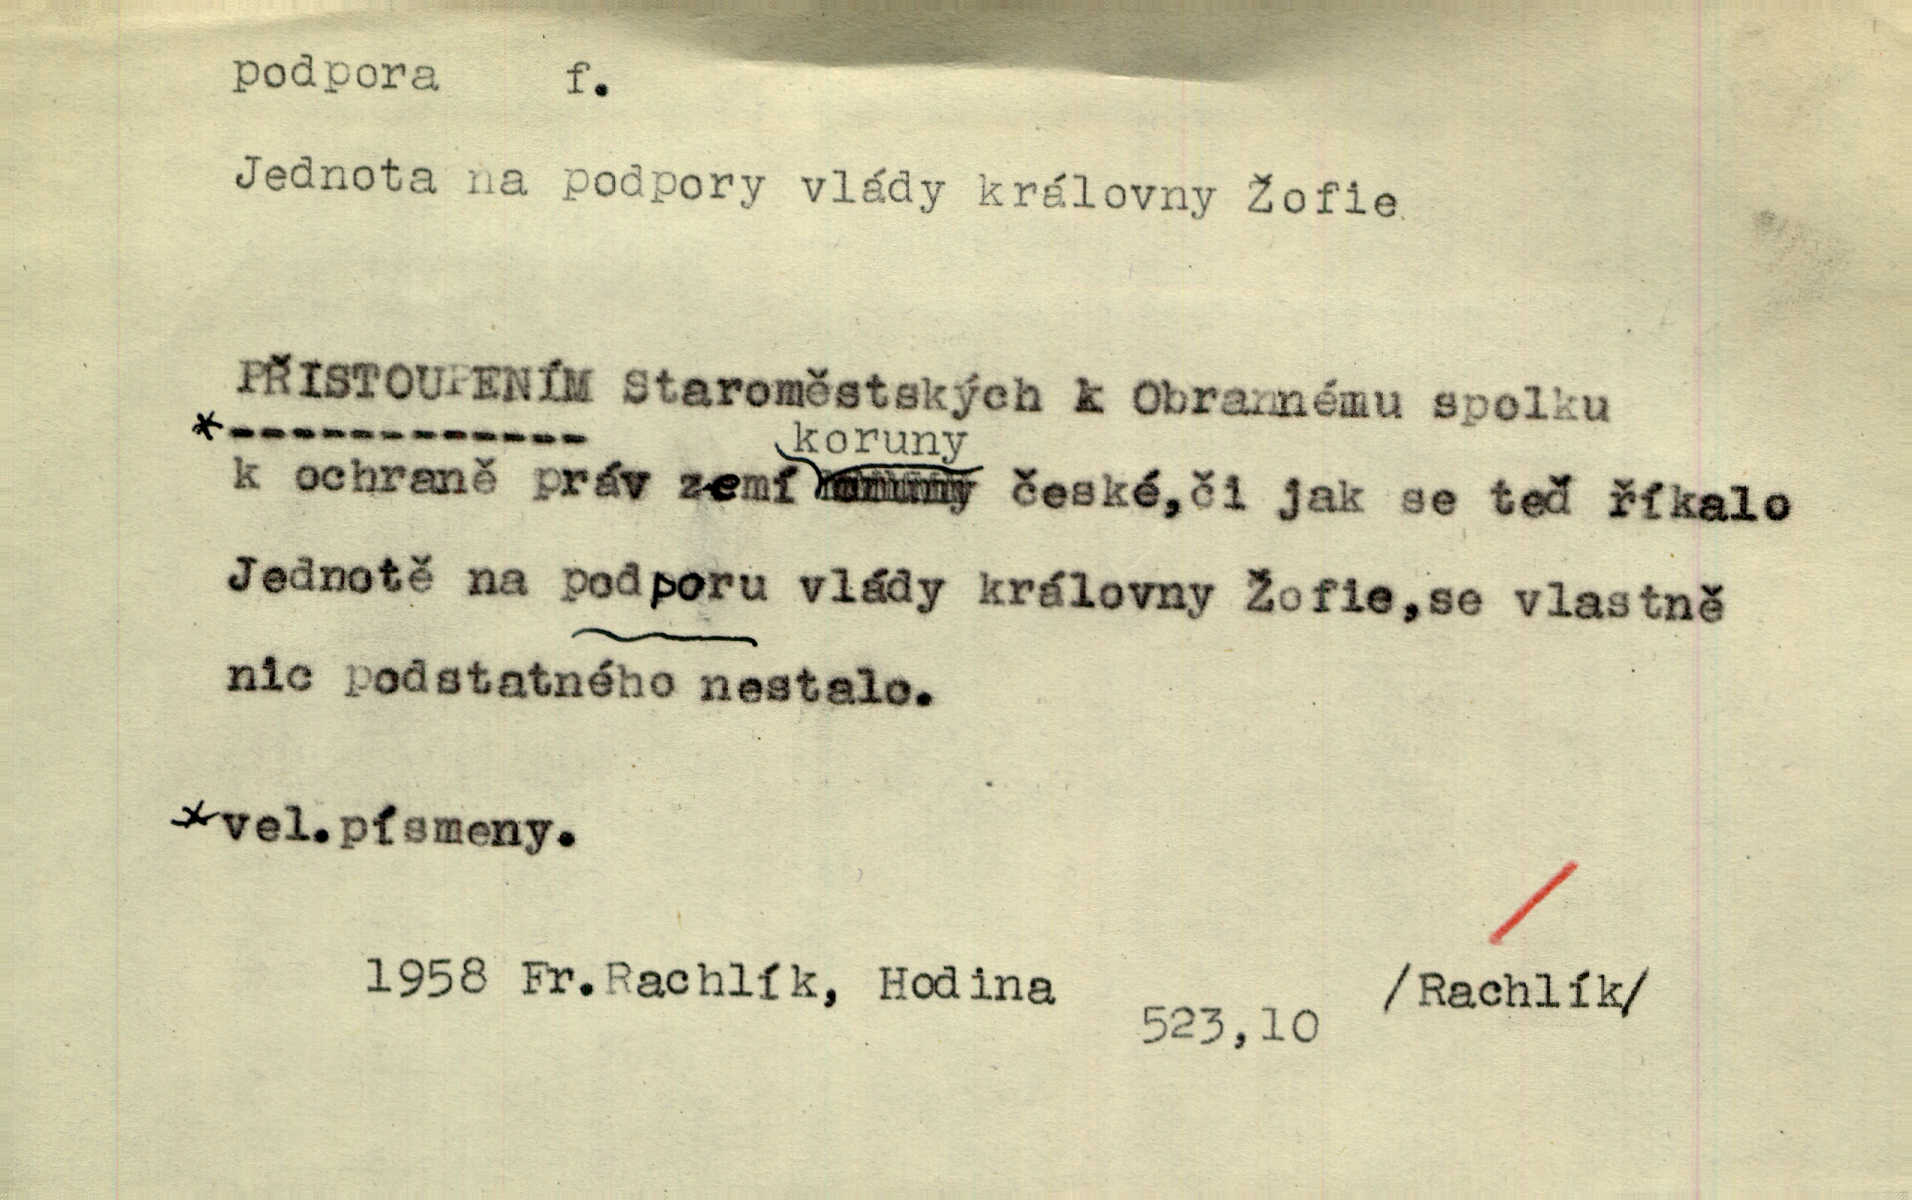 podpora f.
Jednota na podpory vlády královny Žofie
PŘISTOUPENÍM Staroměstských k Obrannému spolku
*------------
koruny
k ochraně práv zemí české,či jak se teď říkalo
Jednotě na podporu vlády královny Žofie,se vlastně
nic podstatného nestalo.
*vel.písmeny.
1958 Fr.Rachlík, Hodina /Rachlík/
523,10